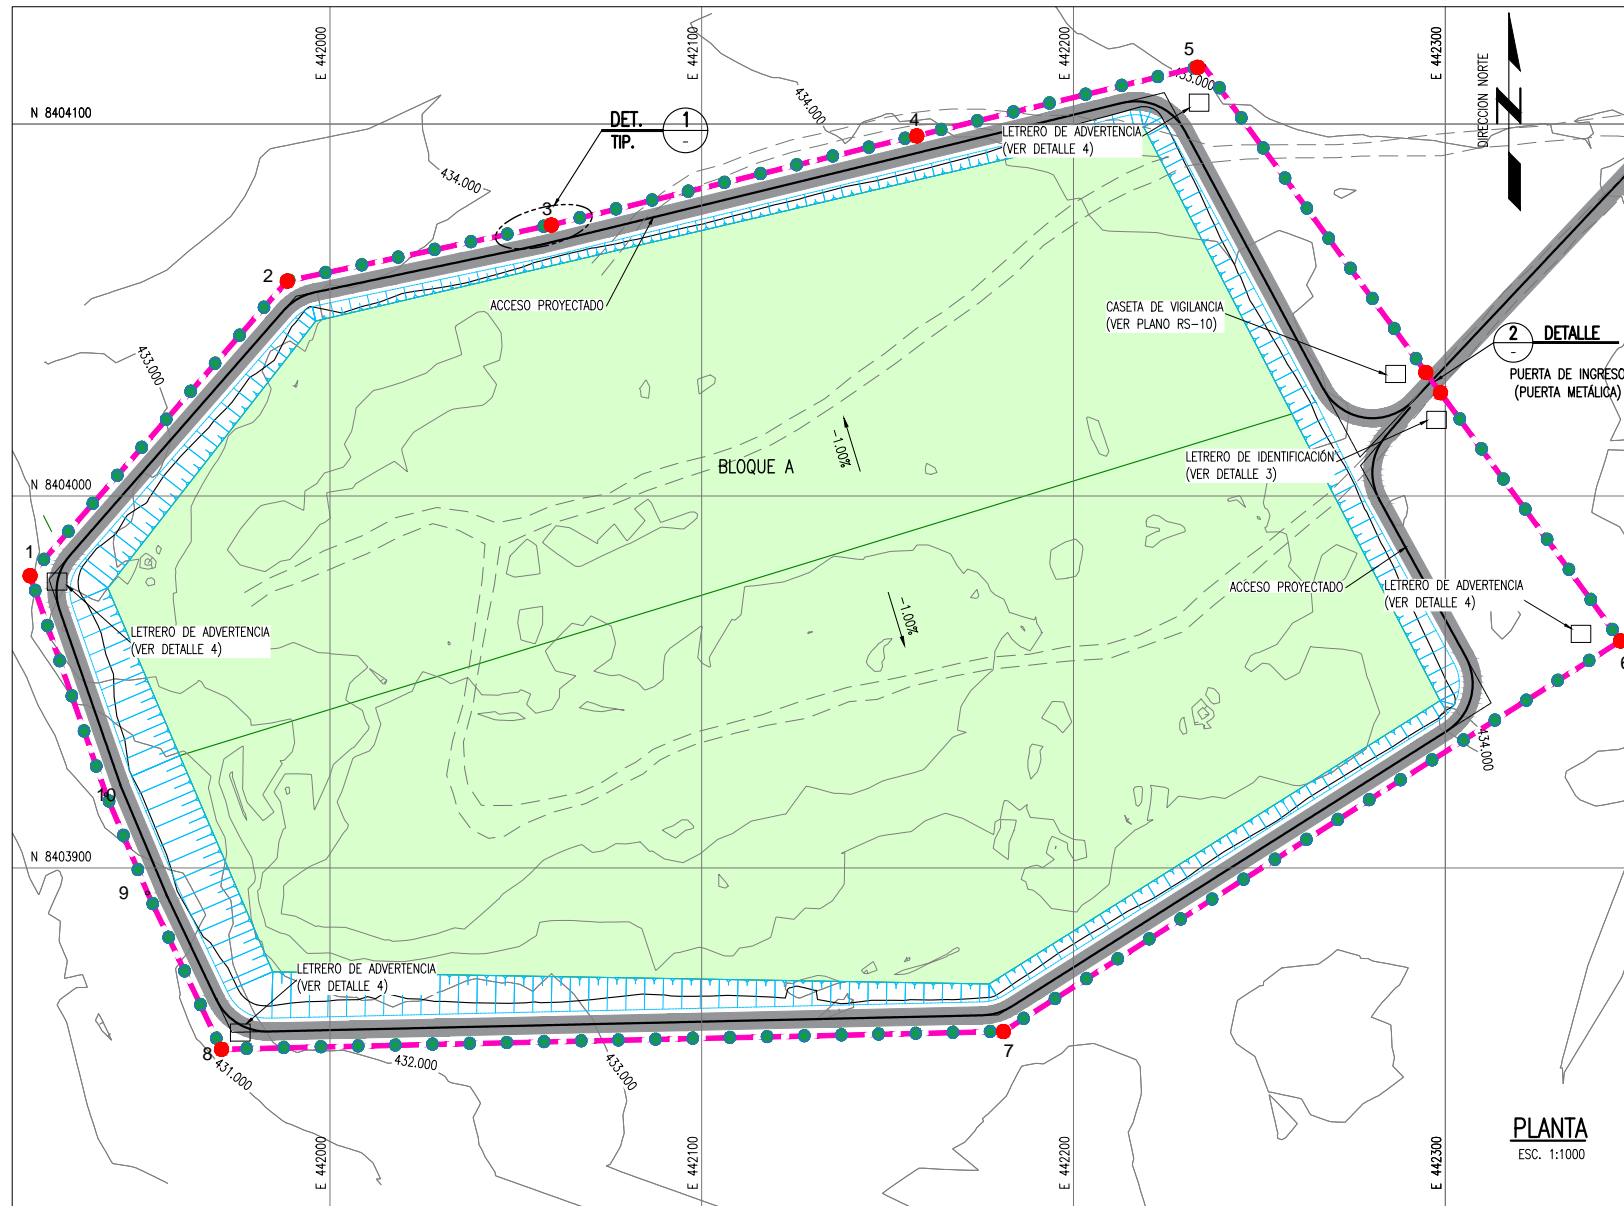 E 442000
E 442100
E 442200
E 442300
DIRECCION NORTE
N
5
433.000
N 8404100
434.000
DET.
TIP.
1
-
4
LETRERO DE ADVERTENCIA
(VER DETALLE 4)
434.000
3
2
ACCESO PROYECTADO
CASETA DE VIGILANCIA
(VER PLANO RS-10)
2
-
DETALLE
PUERTA DE INGRESO
(PUERTA METÁLICA)
433.000
-1.00%
BLOQUE A
LETRERO DE IDENTIFICACIÓN
(VER DETALLE 3)
N 8404000
1
ACCESO PROYECTADO
LETRERO DE ADVERTENCIA
(VER DETALLE 4)
-1.00%
LETRERO DE ADVERTENCIA
(VER DETALLE 4)
6
434.000
10
N 8403900
9
LETRERO DE ADVERTENCIA
(VER DETALLE 4)
8
7
431.000
432.000
433.000
PLANTA
ESC. 1:1000
E 442000
E 442100
E 442200
E 442300